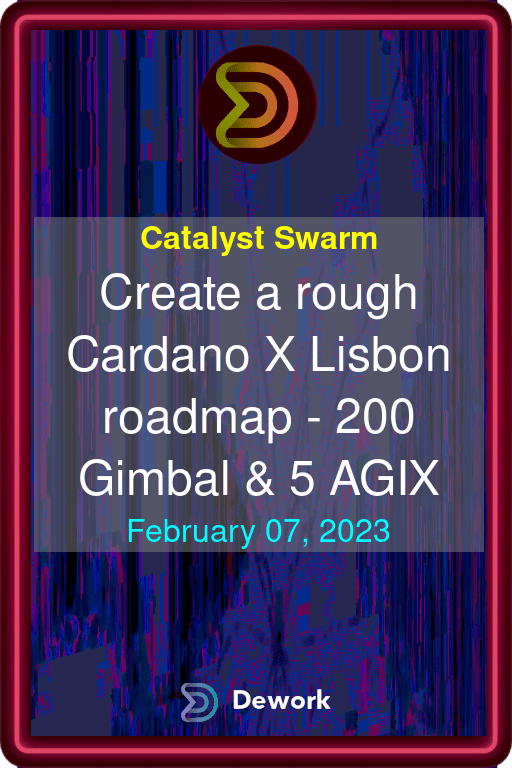 Catalyst Swarm
Create a rough
Cardano X Lisbon
roadmap - 200
Gimbal & 5 AGIX
February 07, 2023
Dework